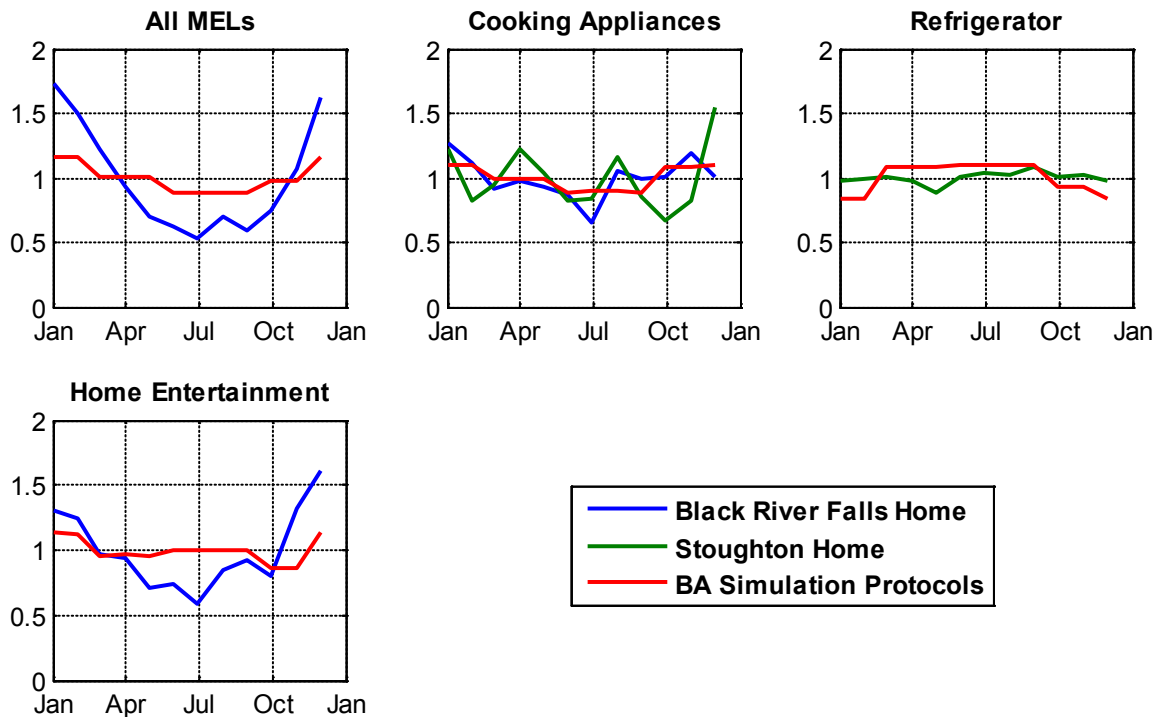 All MELs
2
1.5
1
0.5
0
Jan Apr Jul Oct Jan
Cooking Appliances
2
1.5
1
0.5
0
Jan Apr Jul Oct Jan
Refrigerator
2
1.5
1
0.5
0
Jan Apr Jul Oct Jan
Home Entertainment
2
1.5
1
0.5
0
Jan Apr Jul Oct Jan
Black River Falls Home
Stoughton Home
BA Simulation Protocols